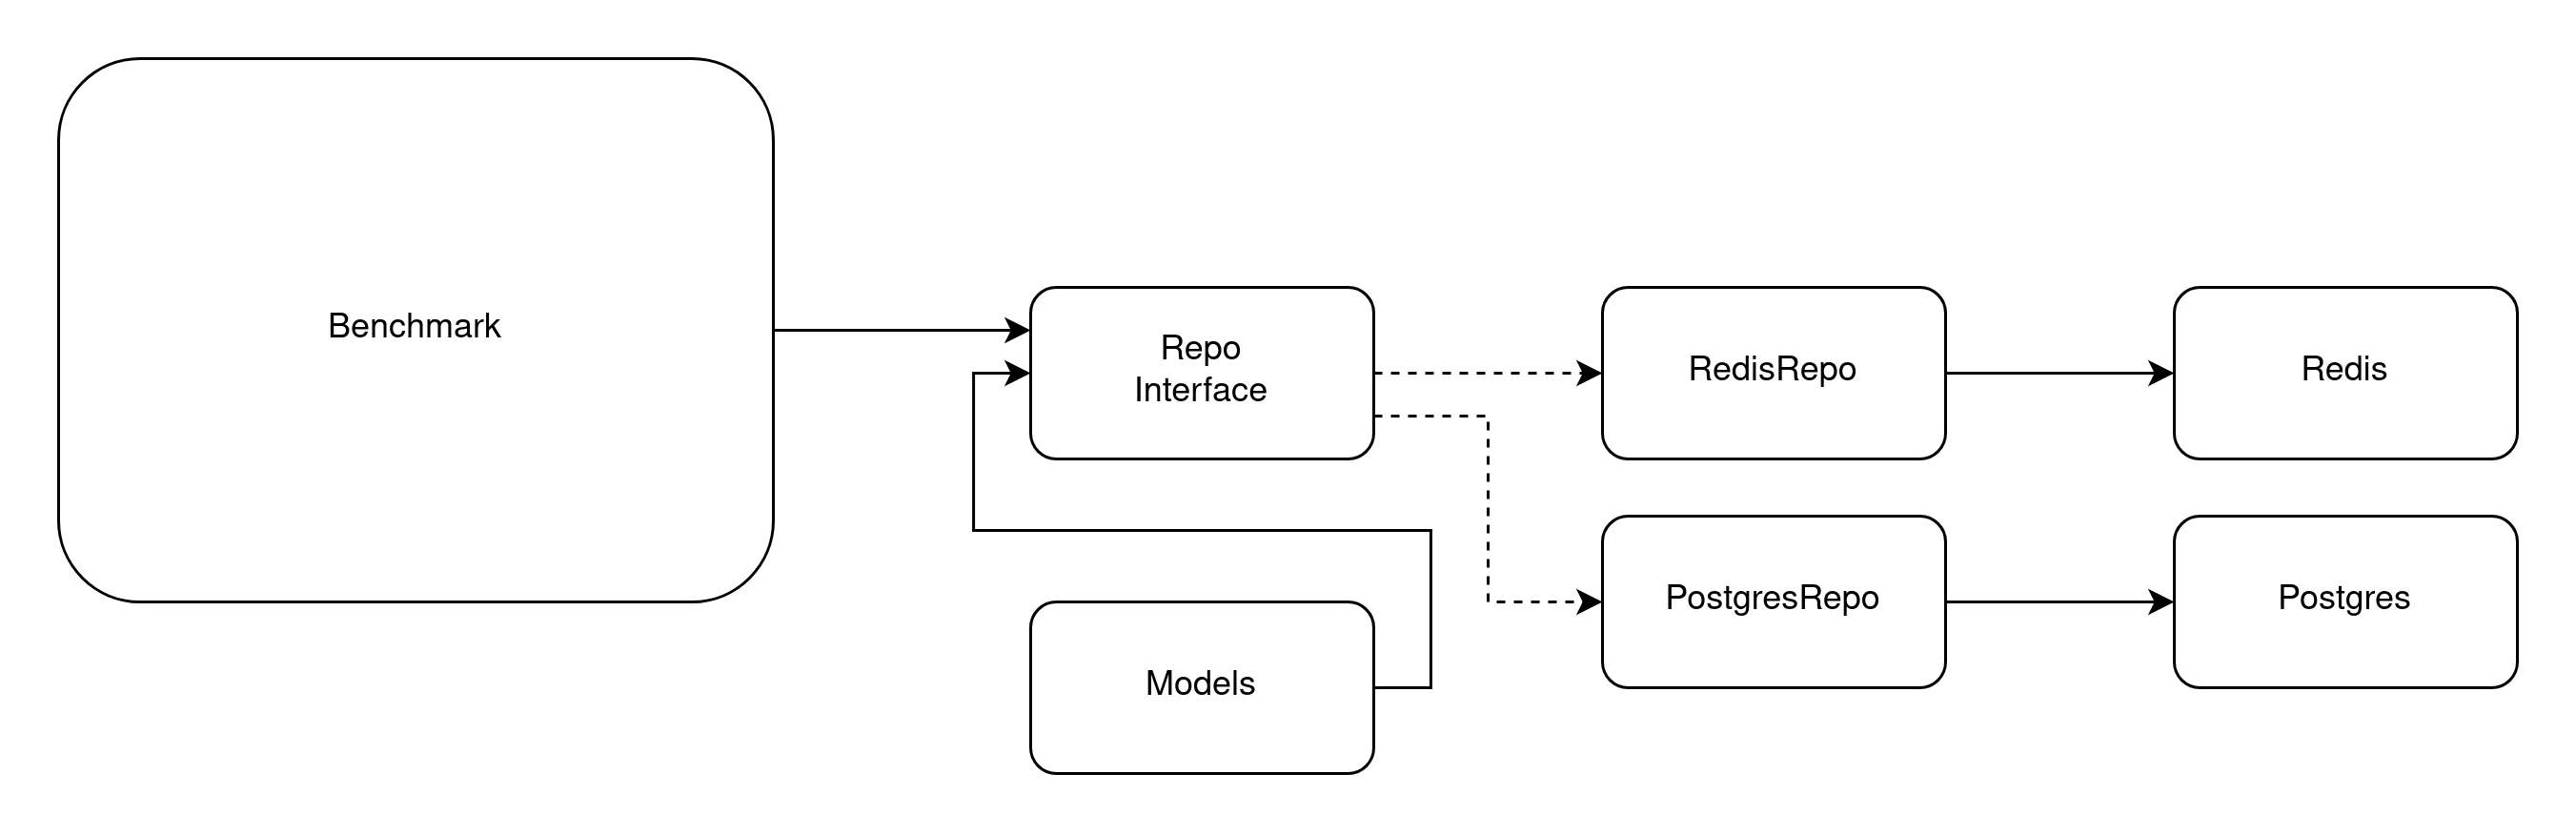 Benchmark
Repo
Interface
RedisRepo
Redis
PostgresRepo
Postgres
Models